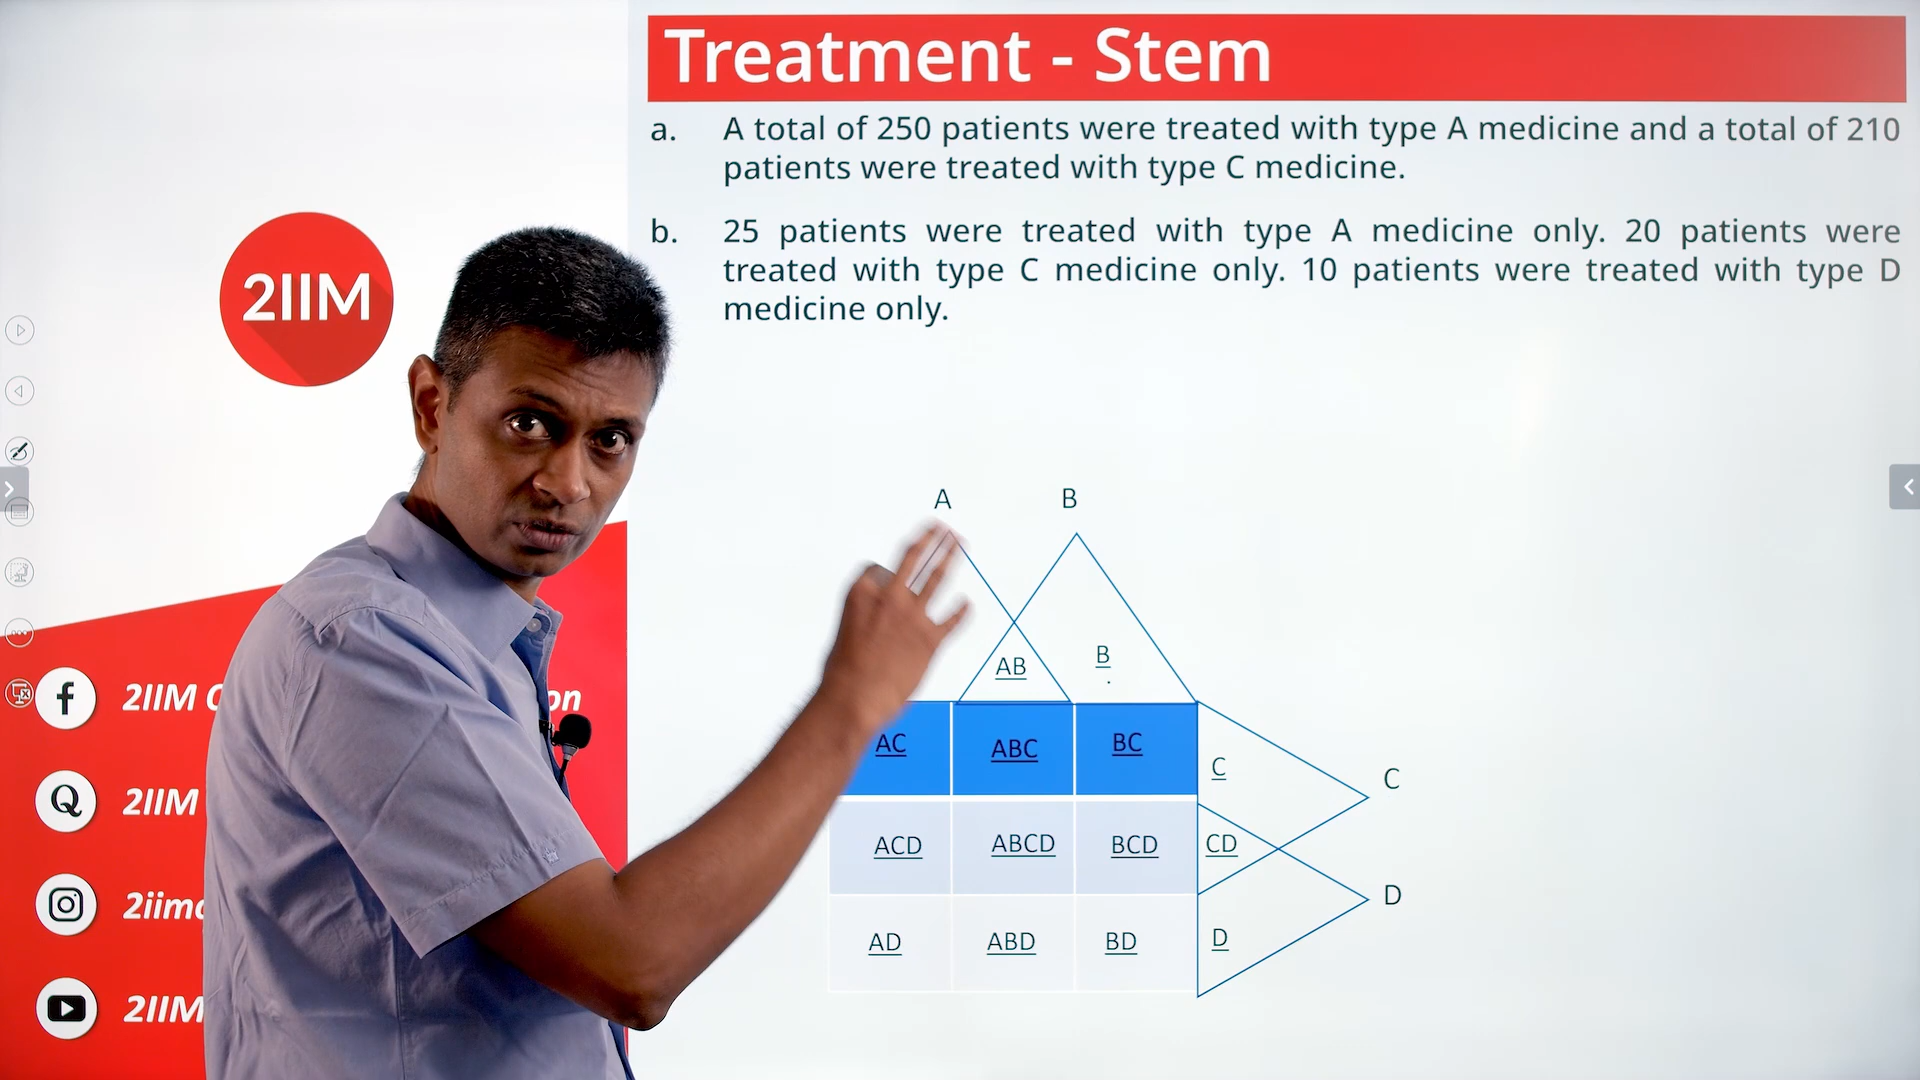 Treatment - Stem
a. A total of 250 patients were treated with type A medicine and a total of 210
patients were treated with type C medicine.
b. 25 patients were treated with type A medicine only. 20 patients were
treated with type C medicine only. 10 patients were treated with type D
medicine only.
2IIM
A B
AB B
AC ABC BC C C
ACD ABCD BCD CD
D
AD ABD BD D
2IIM
Q 2IIM
2IIM